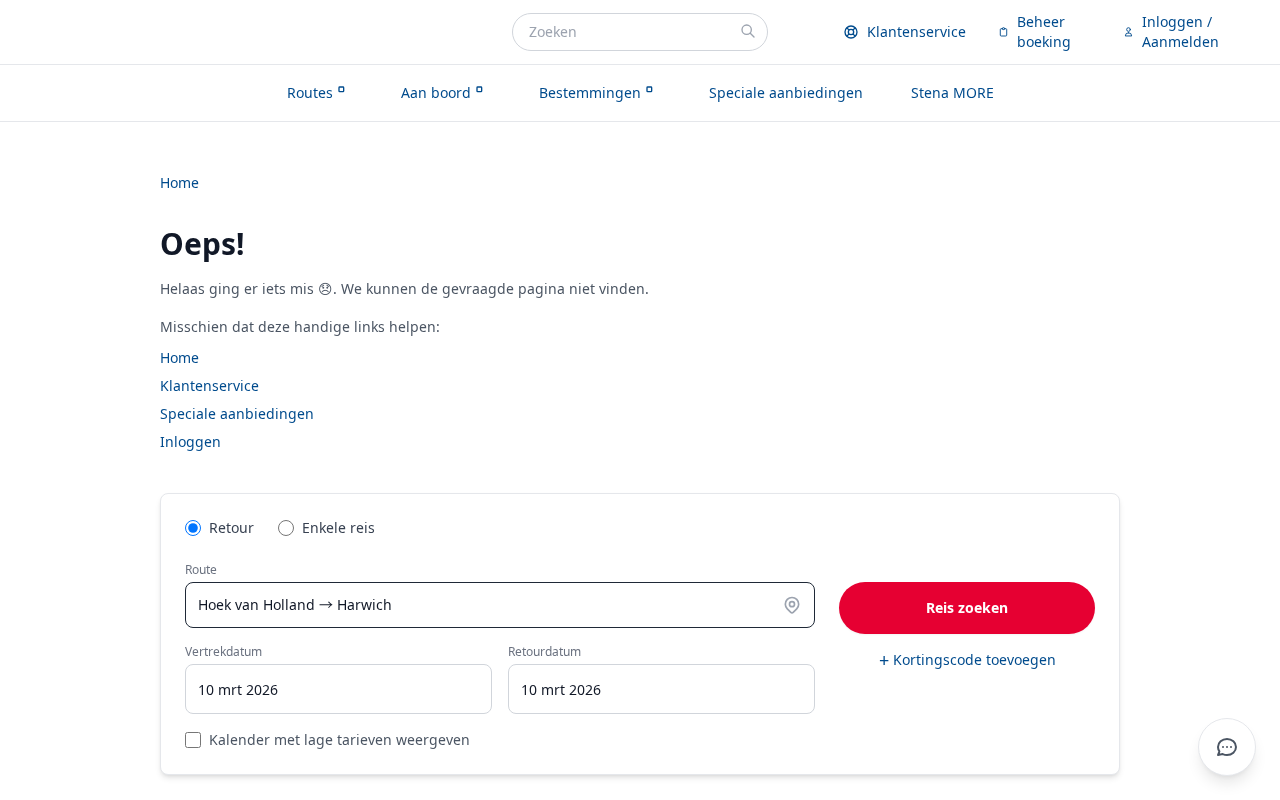 Zoeken
Klantenservice
Beheer
boeking
Inloggen /
Aanmelden
Routes
Aan boord
Bestemmingen
Speciale aanbiedingen
Stena MORE
Home
Oeps!
Helaas ging er iets mis 😞. We kunnen de gevraagde pagina niet vinden.
Misschien dat deze handige links helpen:
Home
Klantenservice
Speciale aanbiedingen
Inloggen
Retour
Enkele reis
Route
Hoek van Holland → Harwich
Reis zoeken
Vertrekdatum
Retourdatum
+ Kortingscode toevoegen
10 mrt 2026
10 mrt 2026
Kalender met lage tarieven weergeven